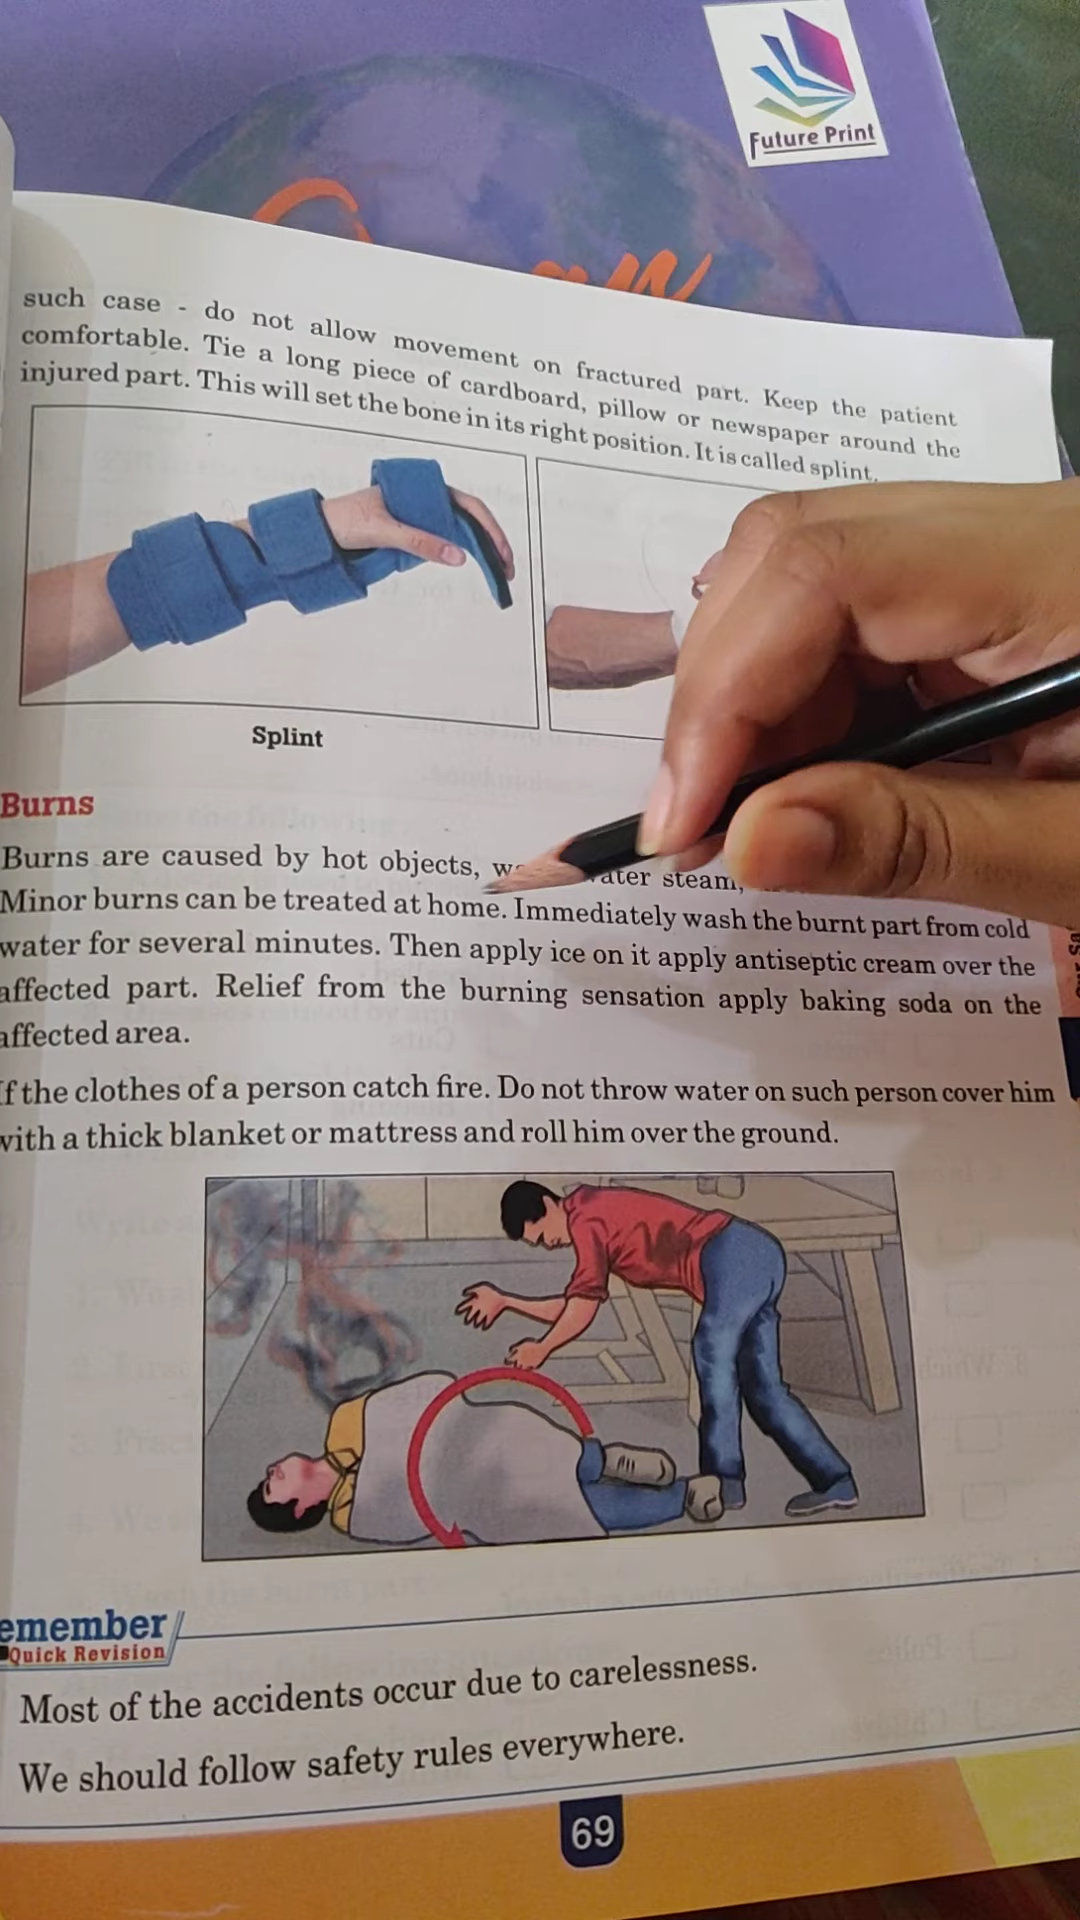 Future Print
such case - do not allow movement on fractured part. Keep the patient
comfortable. Tie a long piece of cardboard, pillow or newspaper around the
injured part. This will set the bone in its right position. It is called splint.
Splint
Burns
Burns are caused by hot objects, steam,
Minor burns can be treated at home. Immediately wash the burnt part from cold
water for several minutes. Then apply ice on it apply antiseptic cream over the
affected part. Relief from the burning sensation apply baking soda on the
affected area.
If the clothes of a person catch fire. Do not throw water on such person cover him
with a thick blanket or mattress and roll him over the ground.
emember
Quick Revision
Most of the accidents occur due to carelessness.
We should follow safety rules everywhere.
69